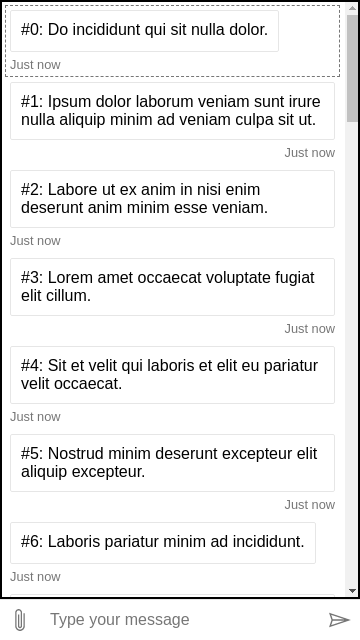 #0: Do incididunt qui sit nulla dolor.
Just now
#1: Ipsum dolor laborum veniam sunt irure
nulla aliquip minim ad veniam culpa sit ut.
Just now
#2: Labore ut ex anim in nisi enim
deserunt anim minim esse veniam.
Just now
#3: Lorem amet occaecat voluptate fugiat
elit cillum.
Just now
#4: Sit et velit qui laboris et elit eu pariatur
velit occaecat.
Just now
#5: Nostrud minim deserunt excepteur elit
aliquip excepteur.
Just now
#6: Laboris pariatur minim ad incididunt.
Just now
Type your message